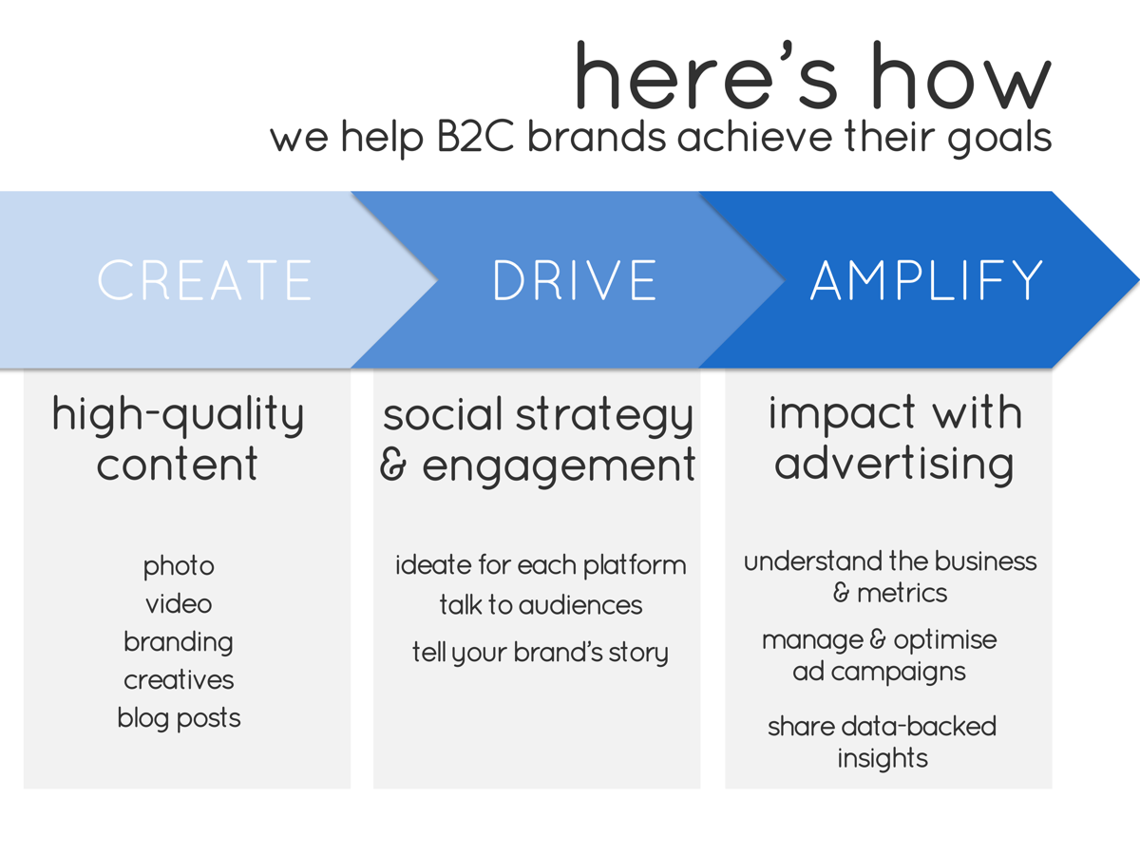 here's how
we help B2C brands achieve their goals
CREATE
DRIVE
AMPLIFY
high-quality
content
photo
video
branding
creatives
blog posts
social strategy
& engagement
ideate for each platform
talk to audiences
tell your brand's story
impact with
advertising
understand the business
& metrics
manage & optimise
ad campaigns
share data-backed
insights